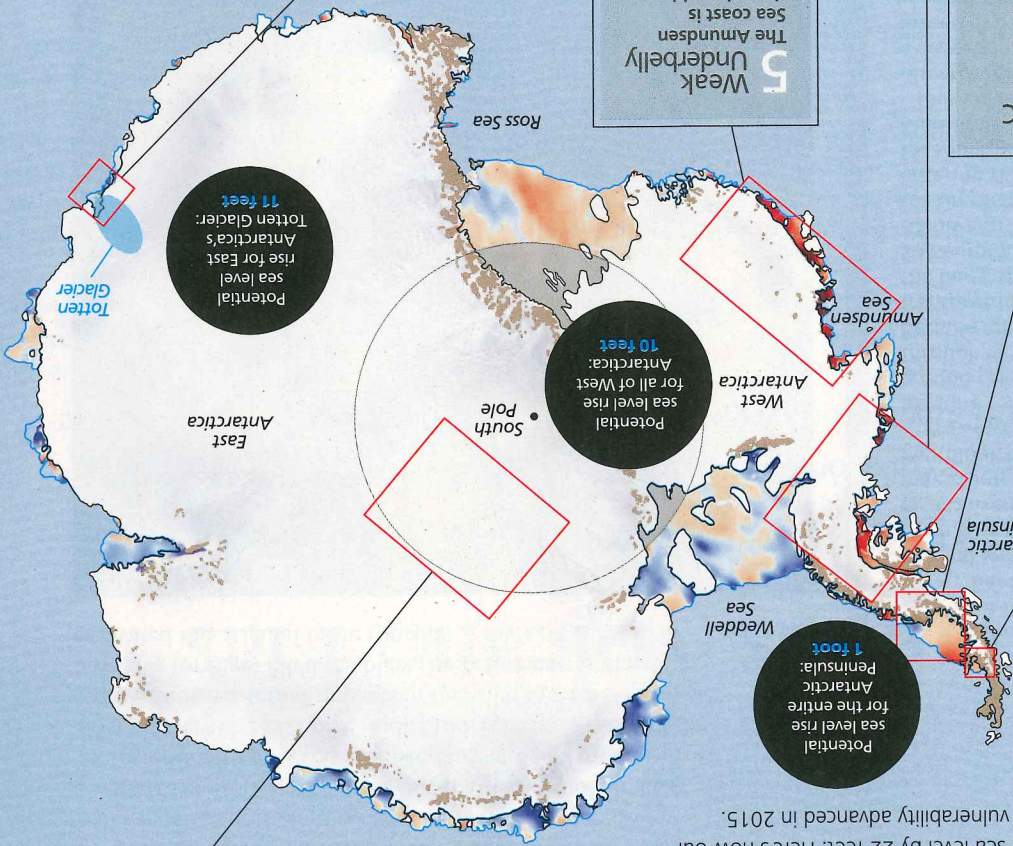 sea level by 22 feet. Here's how our
vulnerability advanced in 2015.
Potential
sea level rise
for the entire
Antarctic
Peninsula:
1 foot
Weddell
Sea
arctic
insula
South
Pole
East
Antarctica
West
Antarctica
Potential
sea level rise
for all of West
Antarctica:
10 feet
Amundsen
Sea
Totten
Glacier
Potential
sea level
rise for East
Antarctica's
Totten Glacier:
11 feet
Ross Sea
5 Weak
Underbelly
The Amundsen
Sea coast is